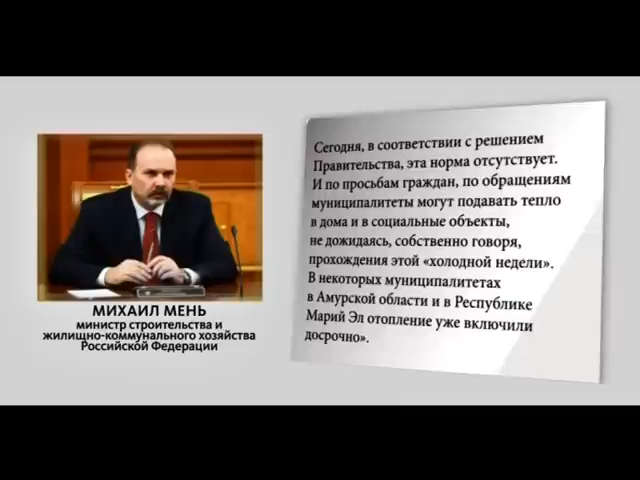 МИХАИЛ МЕНЬ
министр строительства и
жилищно-коммунального хозяйства
Российской Федерации
Сегодня, в соответствии с решением
Правительства, эта норма отсутствует.
И по просьбам граждан, по обращениям
муниципалитеты могут подавать тепло
в дома и в социальные объекты,
не дожидаясь, собственно говоря,
прохождения этой «холодной недели».
В некоторых муниципалитетах
в Амурской области и в Республике
Марий Эл отопление уже включили
досрочно».